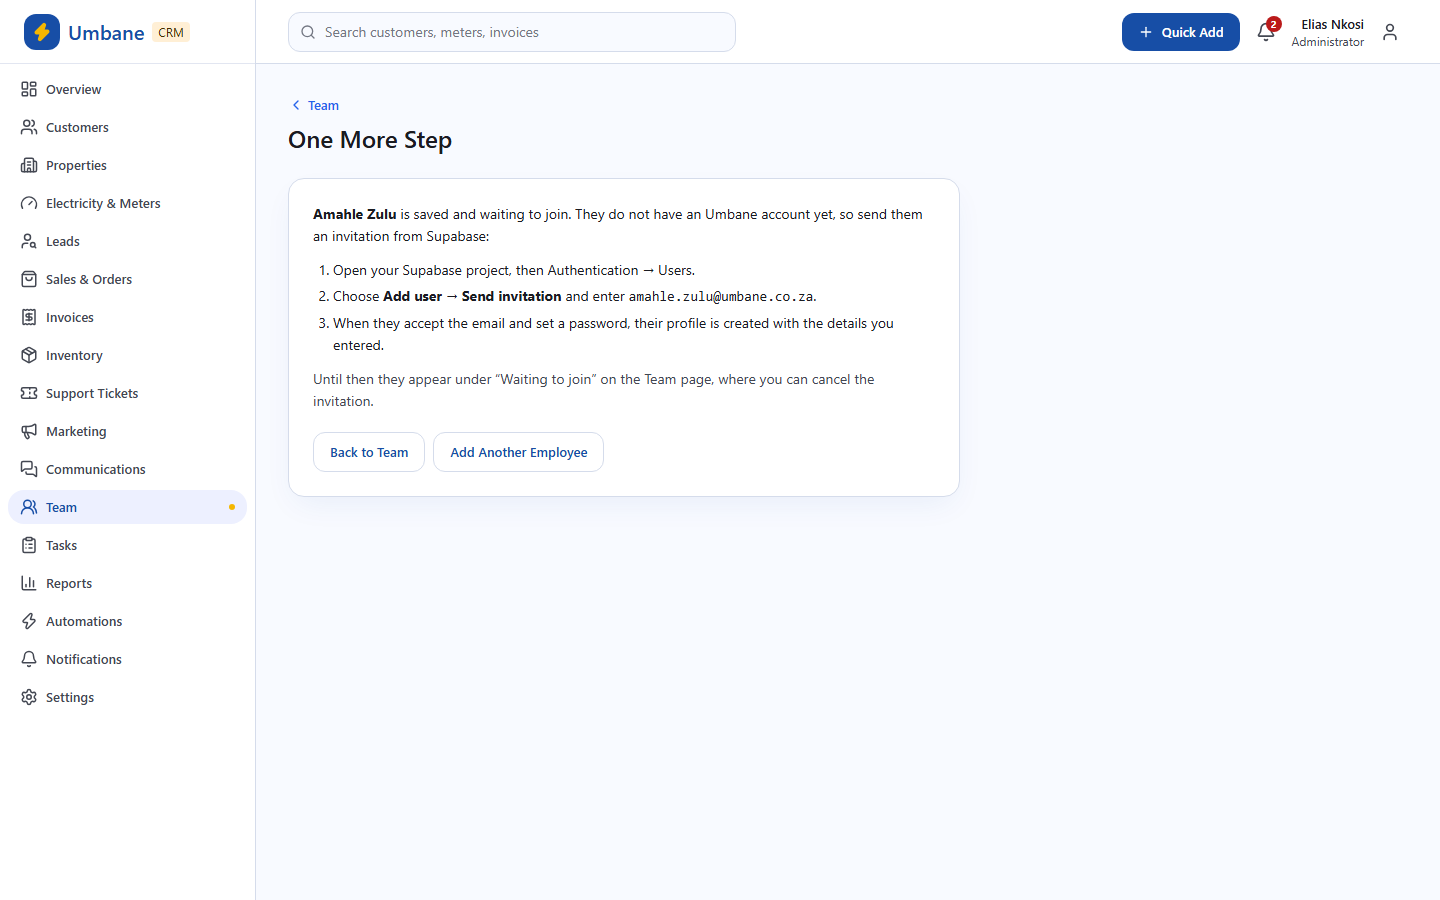 Umbane CRM
Search customers, meters, invoices
Quick Add
2
Elias Nkosi
Administrator
Overview
Customers
Properties
Electricity & Meters
Leads
Sales & Orders
Invoices
Inventory
Support Tickets
Marketing
Communications
Team
Tasks
Reports
Automations
Notifications
Settings
Team
One More Step
Amahle Zulu is saved and waiting to join. They do not have an Umbane account yet, so send them
an invitation from Supabase:
1. Open your Supabase project, then Authentication → Users.
2. Choose Add user → Send invitation and enter amahle.zulu@umbane.co.za.
3. When they accept the email and set a password, their profile is created with the details you
entered.
Until then they appear under “Waiting to join” on the Team page, where you can cancel the
invitation.
Back to Team
Add Another Employee